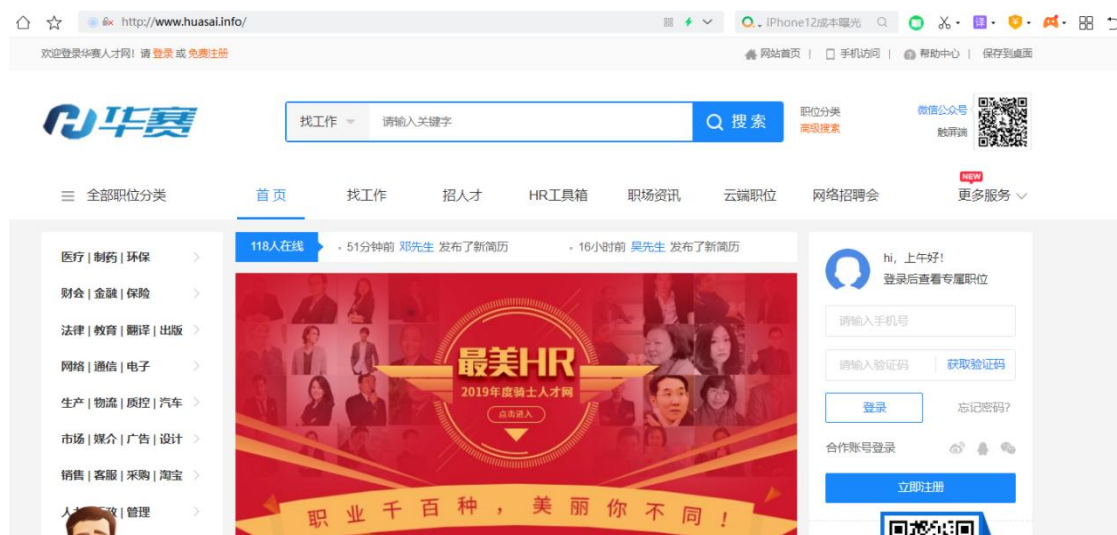 http://www.huasai.info/
iPhone12成本曝光
欢迎登录华赛人才网！请 登录 或 免费注册
网站首页 | 手机访问 | 帮助中心 | 保存到桌面
华赛
找工作 请输入关键字 搜索
职位分类
高级搜索
微信公众号
触屏端
全部职位分类 首页 找工作 招人才 HR工具箱 职场资讯 云端职位 网络招聘会 更多服务
NEW
118人在线 · 51分钟前 邓先生 发布了新简历 · 16小时前 吴先生 发布了新简历
医疗 | 制药 | 环保
财会 | 金融 | 保险
法律 | 教育 | 翻译 | 出版
网络 | 通信 | 电子
生产 | 物流 | 质控 | 汽车
市场 | 媒介 | 广告 | 设计
销售 | 客服 | 采购 | 淘宝
管理
最美HR
2019年度骑士人才网
点击进入
职业千百种，美丽你不同！
hi，上午好！
登录后查看专属职位
请输入手机号
请输入验证码 获取验证码
登录 忘记密码?
合作账号登录
立即注册